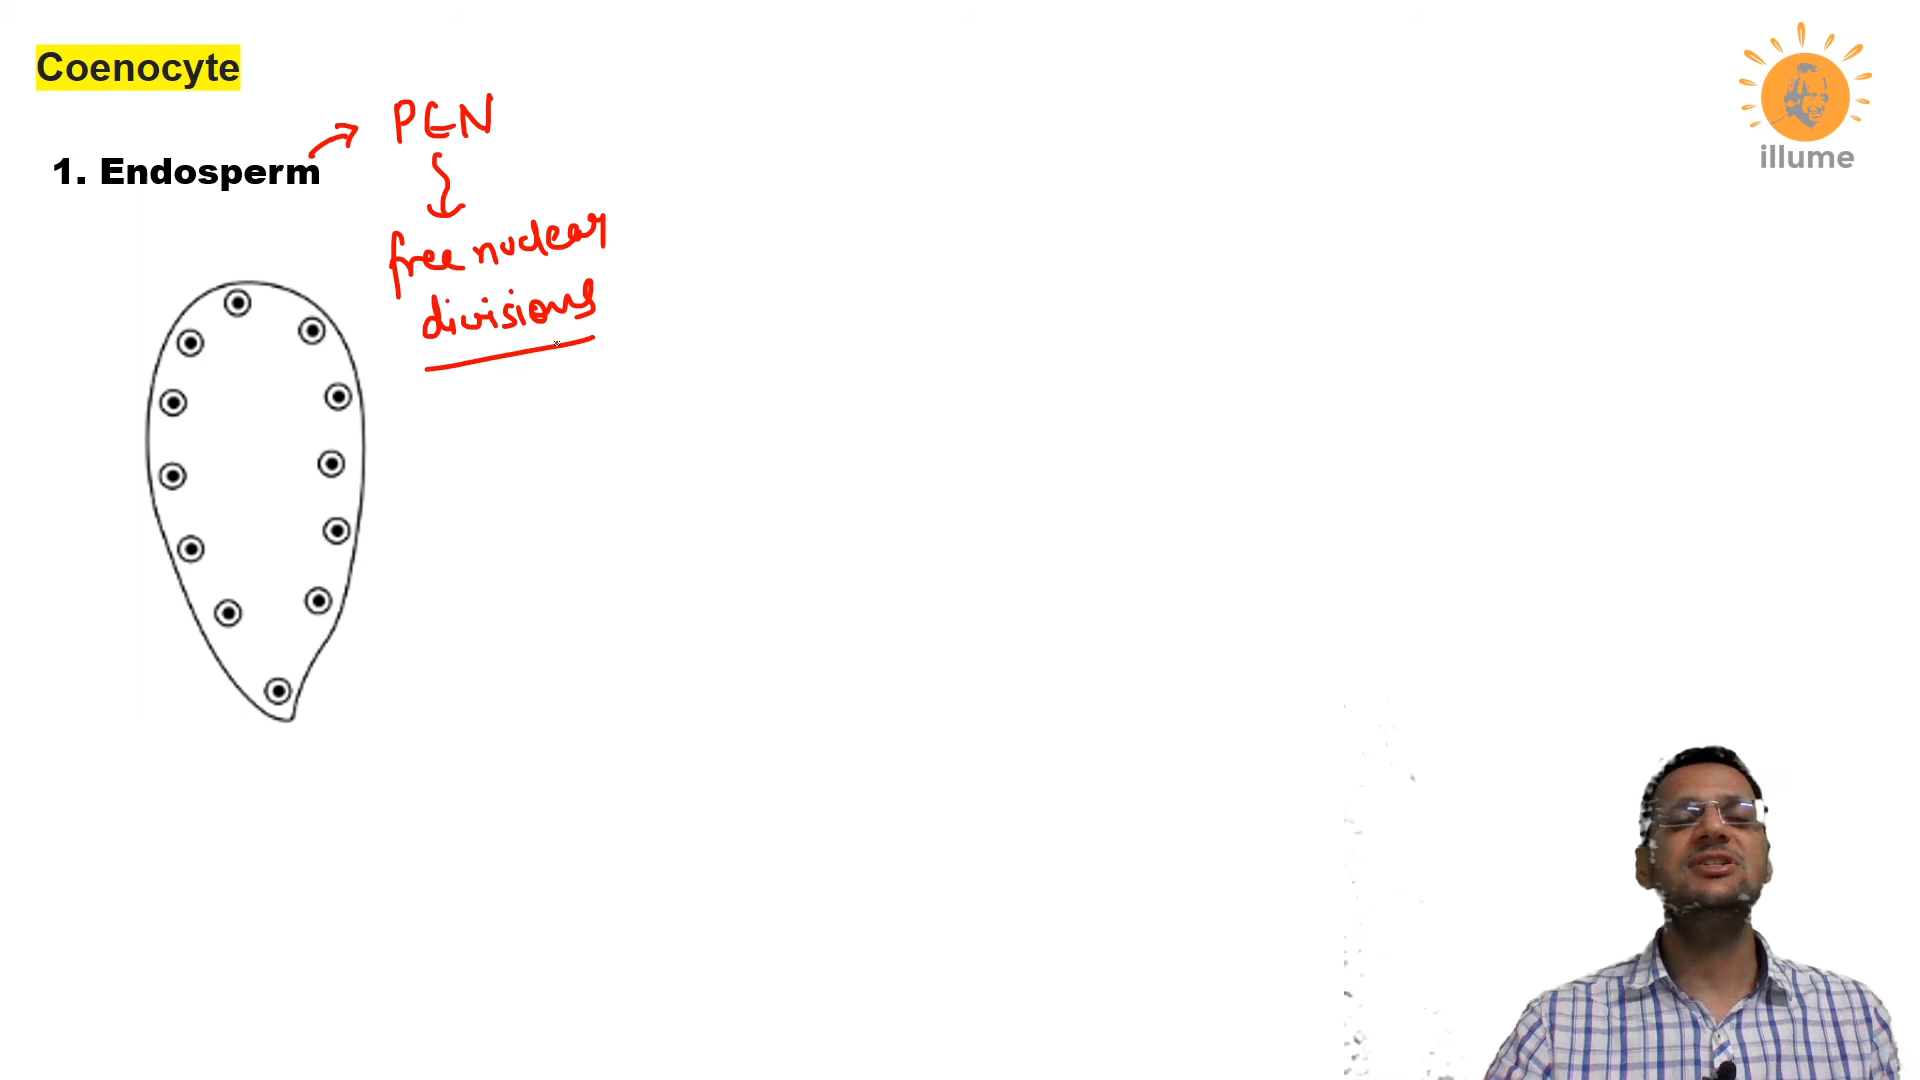 Coenocyte
PEN
1. Endosperm
free nuclear
divisions
illume